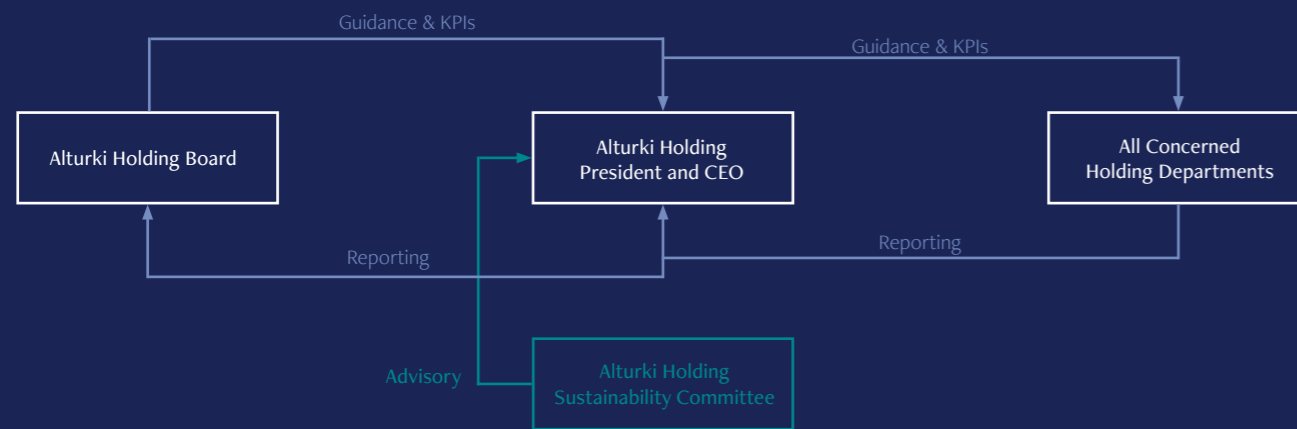 Guidance & KPIs
Guidance & KPIs
Alturki Holding Board
Alturki Holding
President and CEO
All Concerned
Holding Departments
Reporting
Reporting
Advisory
Alturki Holding
Sustainability Committee